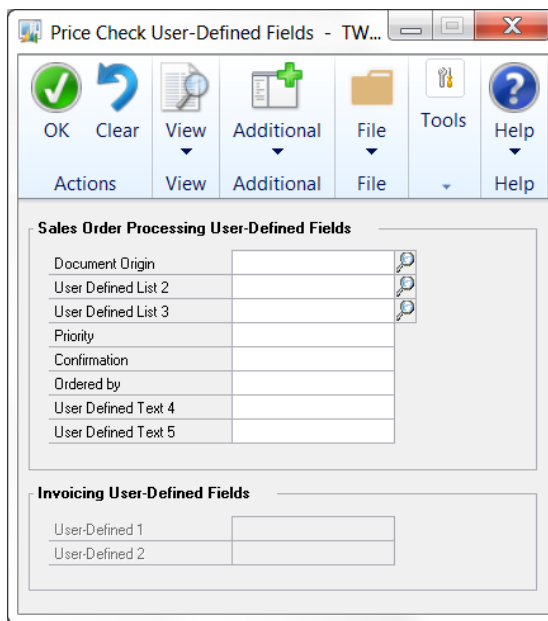 Price Check User-Defined Fields - TW...
OK Clear View Additional File Tools Help
Actions View Additional File Help
Sales Order Processing User-Defined Fields
Document Origin
User Defined List 2
User Defined List 3
Priority
Confirmation
Ordered by
User Defined Text 4
User Defined Text 5
Invoicing User-Defined Fields
User-Defined 1
User-Defined 2